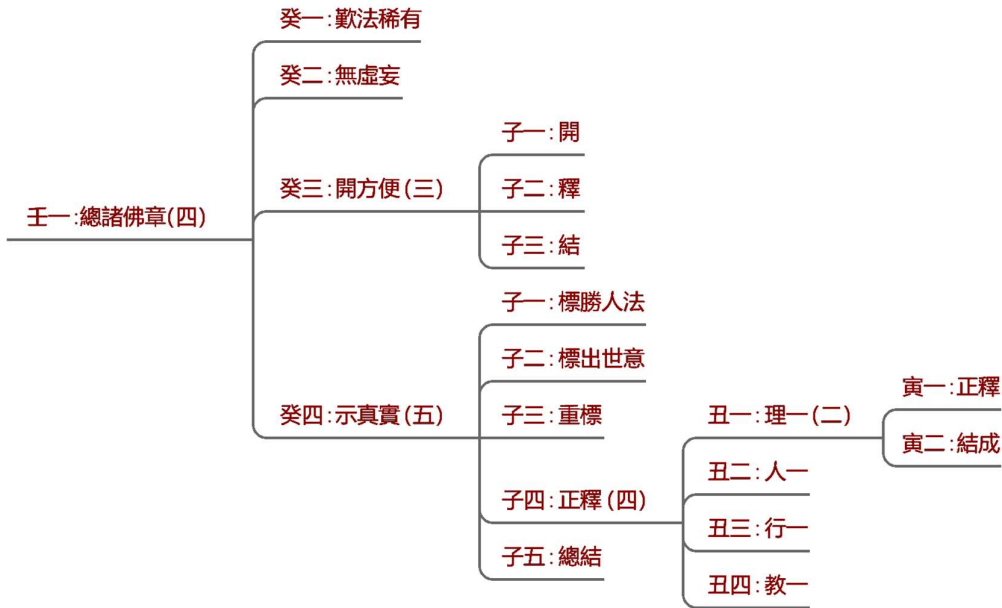 壬一：總諸佛章(四)
癸一：歎法稀有
癸二：無虛妄
癸三：開方便(三)
子一：開
子二：釋
子三：結
癸四：示真實(五)
子一：標勝人法
子二：標出世意
子三：重標
子四：正釋(四)
丑一：理一(二)
寅一：正釋
寅二：結成
丑二：人一
丑三：行一
丑四：教一
子五：總結